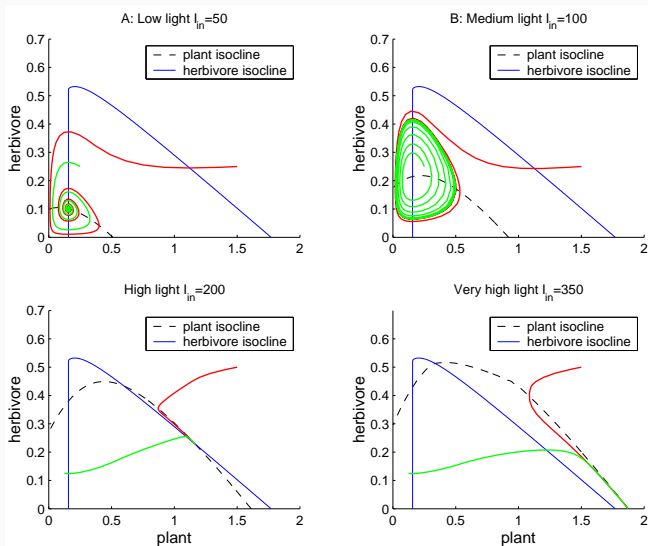 A: Low light I_in=50
B: Medium light I_in=100
plant isocline
herbivore isocline
plant isocline
herbivore isocline
herbivore
herbivore
0.7
0.6
0.5
0.4
0.3
0.2
0.1
0
0 0.5 1 1.5 2
0.7
0.6
0.5
0.4
0.3
0.2
0.1
0
0 0.5 1 1.5 2
High light I_in=200
Very high light I_in=350
plant isocline
herbivore isocline
plant isocline
herbivore isocline
herbivore
herbivore
0.7
0.6
0.5
0.4
0.3
0.2
0.1
0
0 0.5 1 1.5 2
0.7
0.6
0.5
0.4
0.3
0.2
0.1
0
0 0.5 1 1.5 2
plant
plant